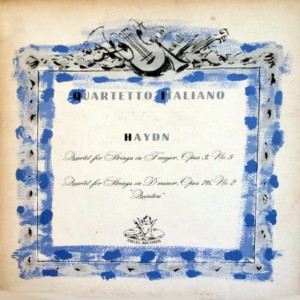 QUARTETTO ITALIANO
HAYDN
Quartet for Strings in F major, Opus 3, No 5
Quartet for Strings in D minor, Opus 76, No 2
"Quinten"
ANGEL RECORDS